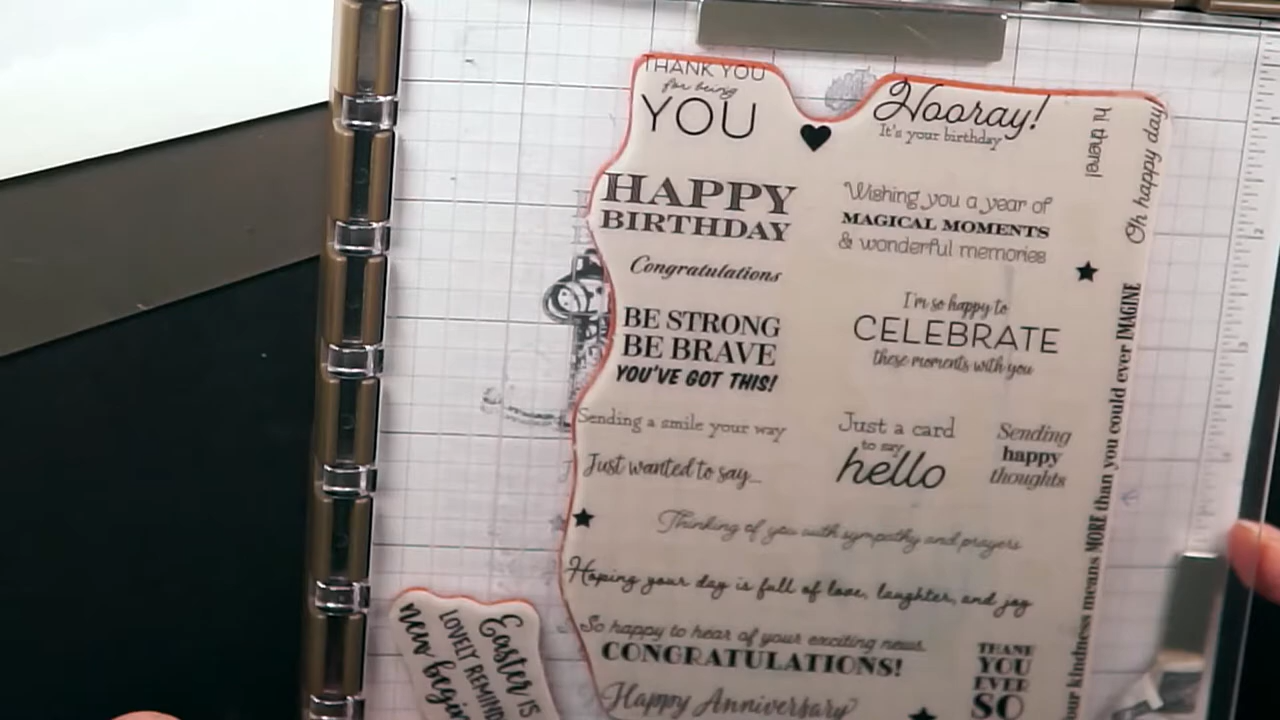 THANK YOU
for being
YOU
Hooray!
It's your birthday
hi there!
Oh happy day!
HAPPY
BIRTHDAY
Wishing you a year of
MAGICAL MOMENTS
& wonderful memories
Congratulations
I'm so happy to
CELEBRATE
these moments with you
BE STRONG
BE BRAVE
YOU'VE GOT THIS!
Sending a smile your way
Just a card
to say
hello
Sending
happy
thoughts
Just wanted to say...
Thinking of you with sympathy and prayers
Hoping your day is full of love, laughter, and joy
So happy to hear of your exciting news.
CONGRATULATIONS!
Happy Anniversary
THANK
YOU
EVER
SO
kindness means MORE than you could ever IMAGINE
Easter is
LOVELY
new